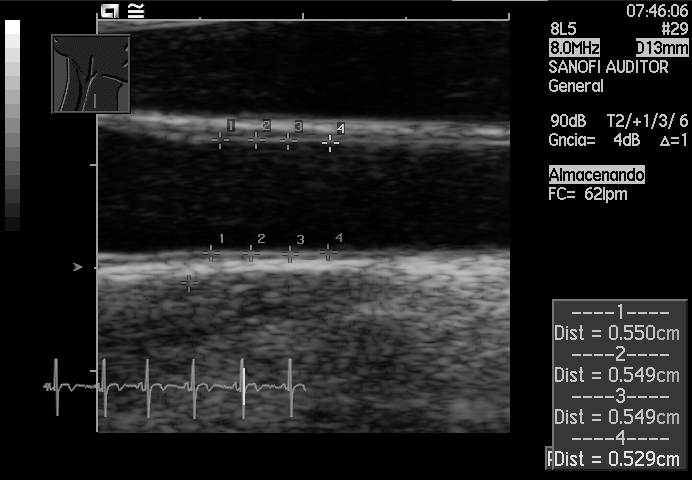 07:46:06
8L5 #29
8.0MHz D13mm
SANOFI AUDITOR
General
90dB T2/+1/3/ 6
Gncia= 4dB Δ=1
Almacenando
FC= 62lpm
1 2 3 4
1 2 3 4
----1----
Dist = 0.550cm
----2----
Dist = 0.549cm
----3----
Dist = 0.549cm
----4----
Dist = 0.529cm